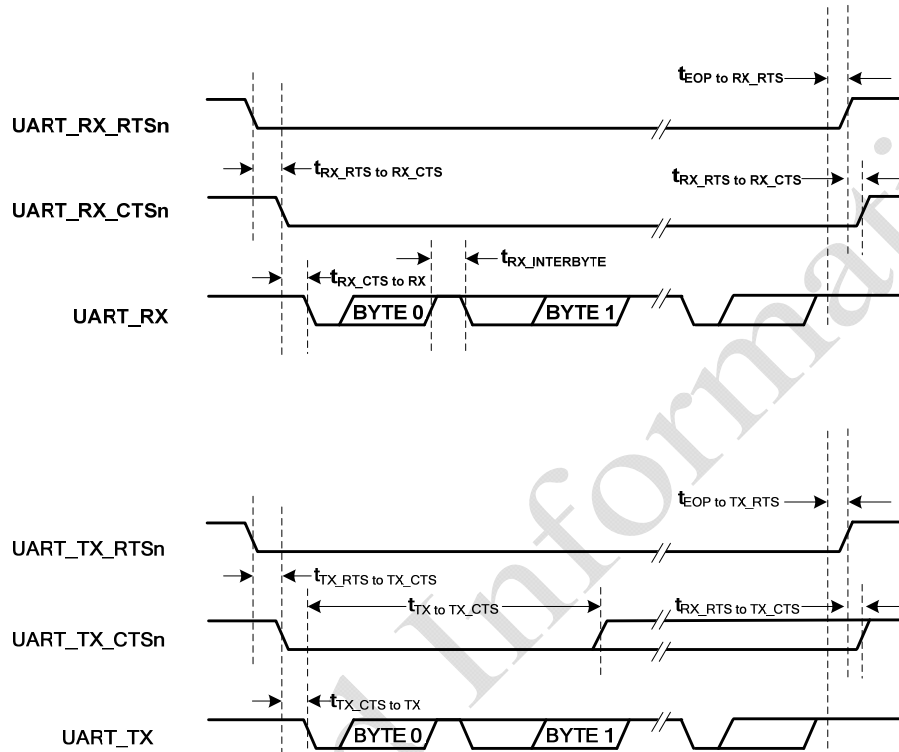 tEOP to RX_RTS
UART_RX_RTSn
tRX_RTS to RX_CTS
tRX_RTS to RX_CTS
UART_RX_CTSn
tRX_CTS to RX
tRX_INTERBYTE
UART_RX
BYTE 0
BYTE 1
tEOP to TX_RTS
UART_TX_RTSn
tTX_RTS to TX_CTS
tTX to TX_CTS
tRX_RTS to TX_CTS
UART_TX_CTSn
tTX_CTS to TX
UART_TX
BYTE 0
BYTE 1
d Informati